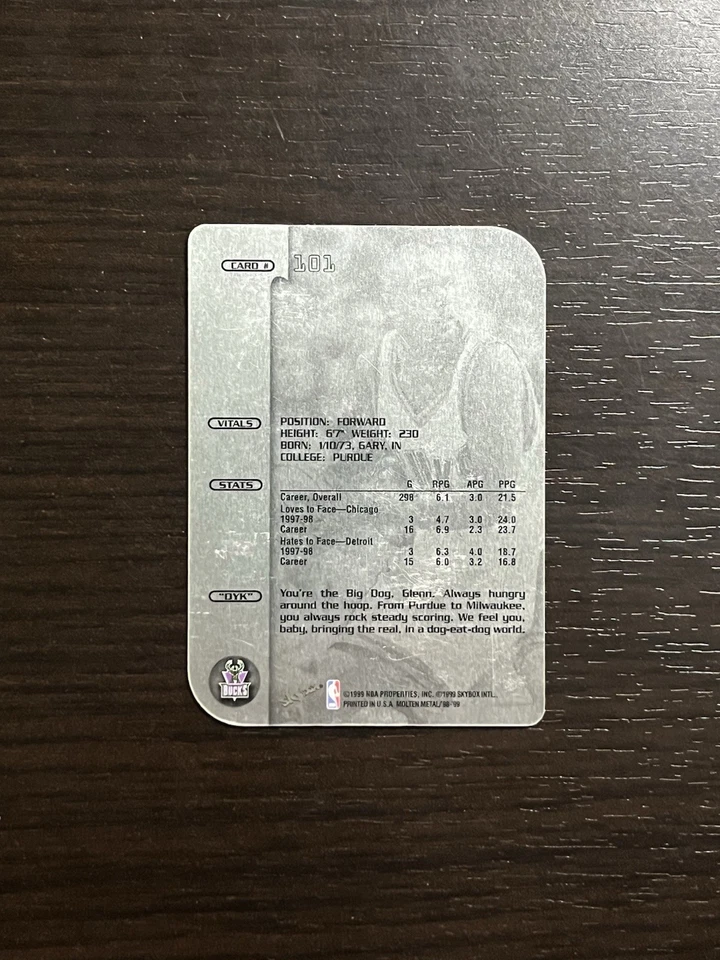 CARD # 101
VITALS POSITION: FORWARD
HEIGHT: 6'7" WEIGHT: 230
BORN: 1/10/73, GARY, IN
COLLEGE: PURDUE
STATS G RPG APG PPG
Career, Overall 298 6.1 3.0 21.5
Loves to Face—Chicago
1997-98 3 4.7 3.0 24.0
Career 16 6.9 2.3 23.7
Hates to Face—Detroit
1997-98 3 6.3 4.0 18.7
Career 15 6.0 3.2 16.8
"DYK" You're the Big Dog, Glenn. Always hungry
around the hoop. From Purdue to Milwaukee,
you always rock steady scoring. We feel you,
baby, bringing the real, in a dog-eat-dog world.
BUCKS
©1999 NBA PROPERTIES, INC. ©1999 SKYBOX INTL.
PRINTED IN U.S.A. MOLTEN METAL/'98-'99